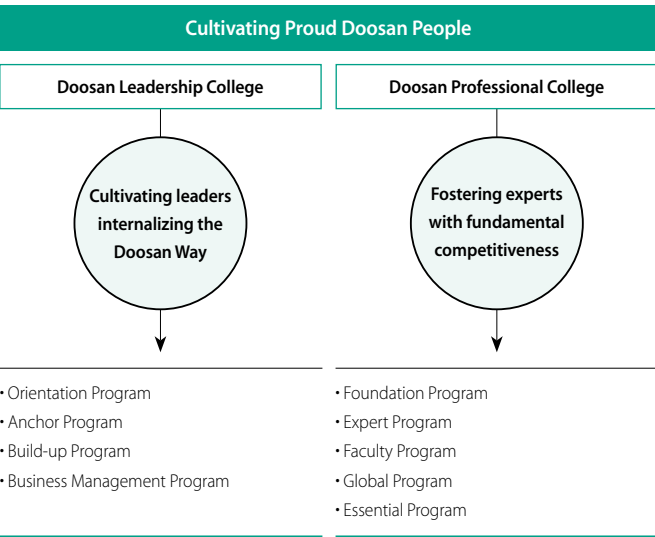 Cultivating Proud Doosan People
Doosan Leadership College
Cultivating leaders
internalizing the
Doosan Way
• Orientation Program
• Anchor Program
• Build-up Program
• Business Management Program
Doosan Professional College
Fostering experts
with fundamental
competitiveness
• Foundation Program
• Expert Program
• Faculty Program
• Global Program
• Essential Program